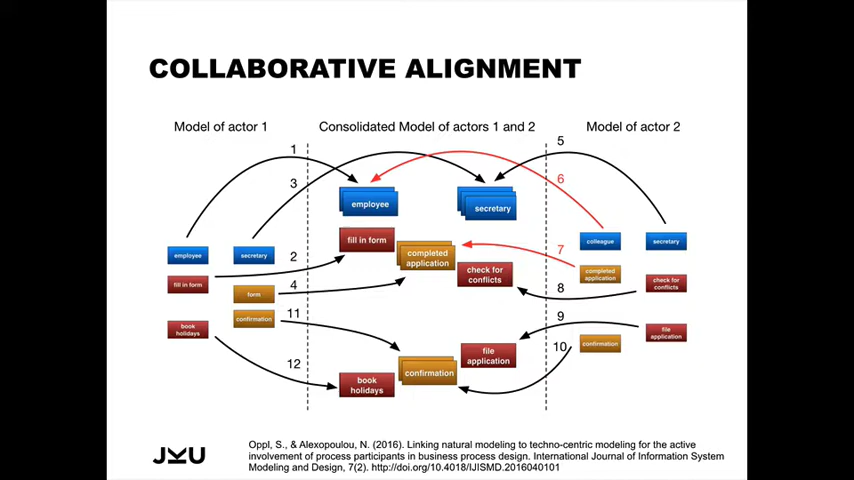 COLLABORATIVE ALIGNMENT
Model of actor 1
Consolidated Model of actors 1 and 2
Model of actor 2
1
3
2
4
11
12
5
6
7
8
9
10
employee
secretary
fill in form
form
confirmation
book
holidays
employee
secretary
fill in form
completed
application
check for
conflicts
file
application
confirmation
book
holidays
colleague
secretary
completed
application
check for
conflicts
file
application
confirmation
JKU
Oppl, S., & Alexopoulou, N. (2016). Linking natural modeling to techno-centric modeling for the active
involvement of process participants in business process design. International Journal of Information System
Modeling and Design, 7(2). http://doi.org/10.4018/IJISMD.2016040101